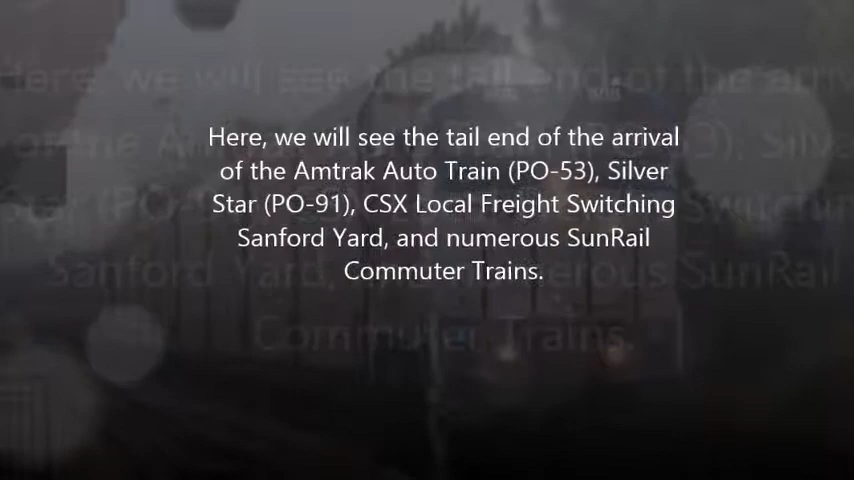 Here, we will see the tail end of the arrival
of the Amtrak Auto Train (PO-53), Silver
Star (PO-91), CSX Local Freight Switching
Sanford Yard, and numerous SunRail
Commuter Trains.